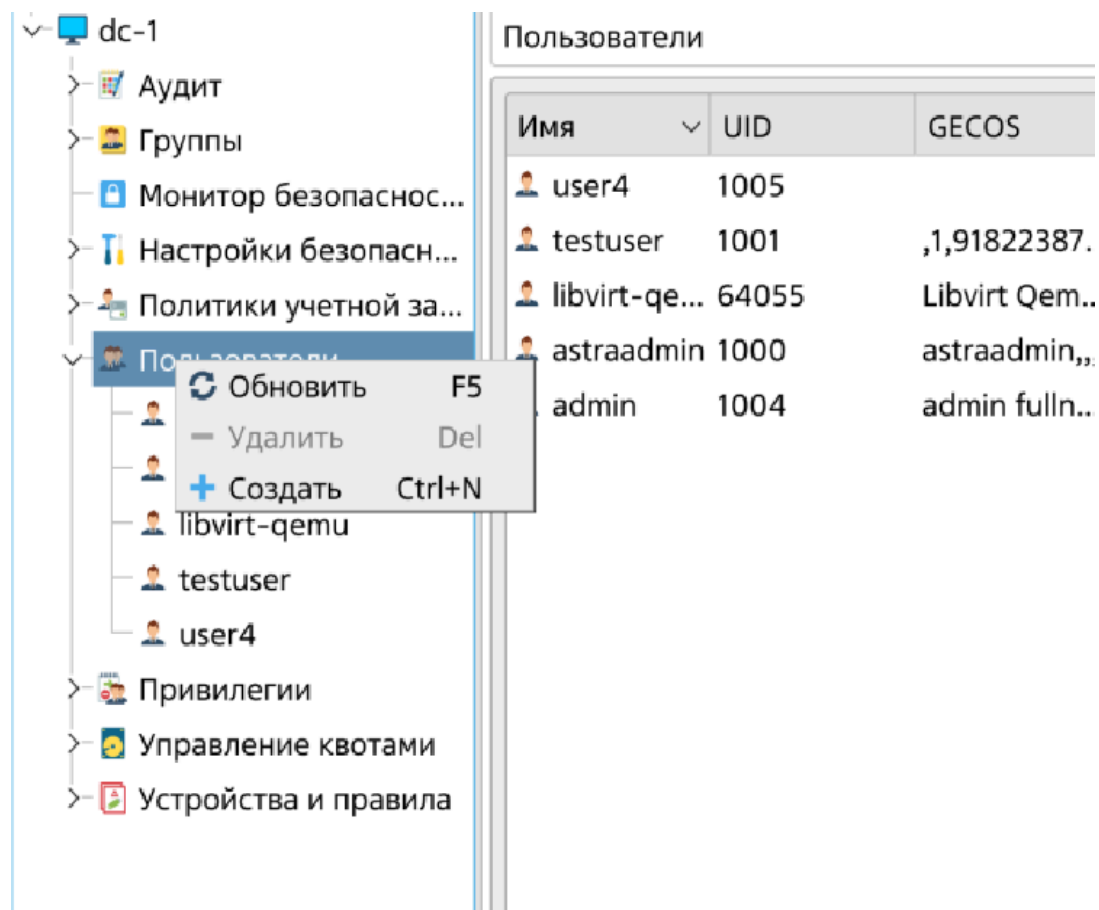 dc-1
Аудит
Группы
Монитор безопаснос...
Настройки безопасн...
Политики учетной за...
Пользователи
Обновить F5
Удалить Del
Создать Ctrl+N
libvirt-qemu
testuser
user4
Привилегии
Управление квотами
Устройства и правила
Пользователи
Имя UID GECOS
user4 1005
testuser 1001 ,1,91822387.
libvirt-qe... 64055 Libvirt Qem..
astraadmin 1000 astraadmin,,,
admin 1004 admin fulln...